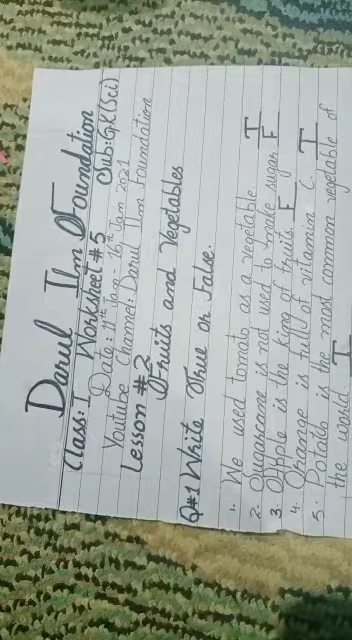 Darul Ilm Foundation
Class: I Worksheet #5 Sub: G.K (Sci)
Date: 11th Jan - 16th Jan 2021
Youtube Channel: Darul Ilm Foundation
Lesson #2
Fruits and Vegetables
Q#1 Write True or False.
1. We used tomato as a vegetable. T
2. Sugarcane is not used to make sugar. F
3. Apple is the king of fruits. F
4. Orange is full of vitamin C. T
5. Potato is the most common vegetable of
the world. T